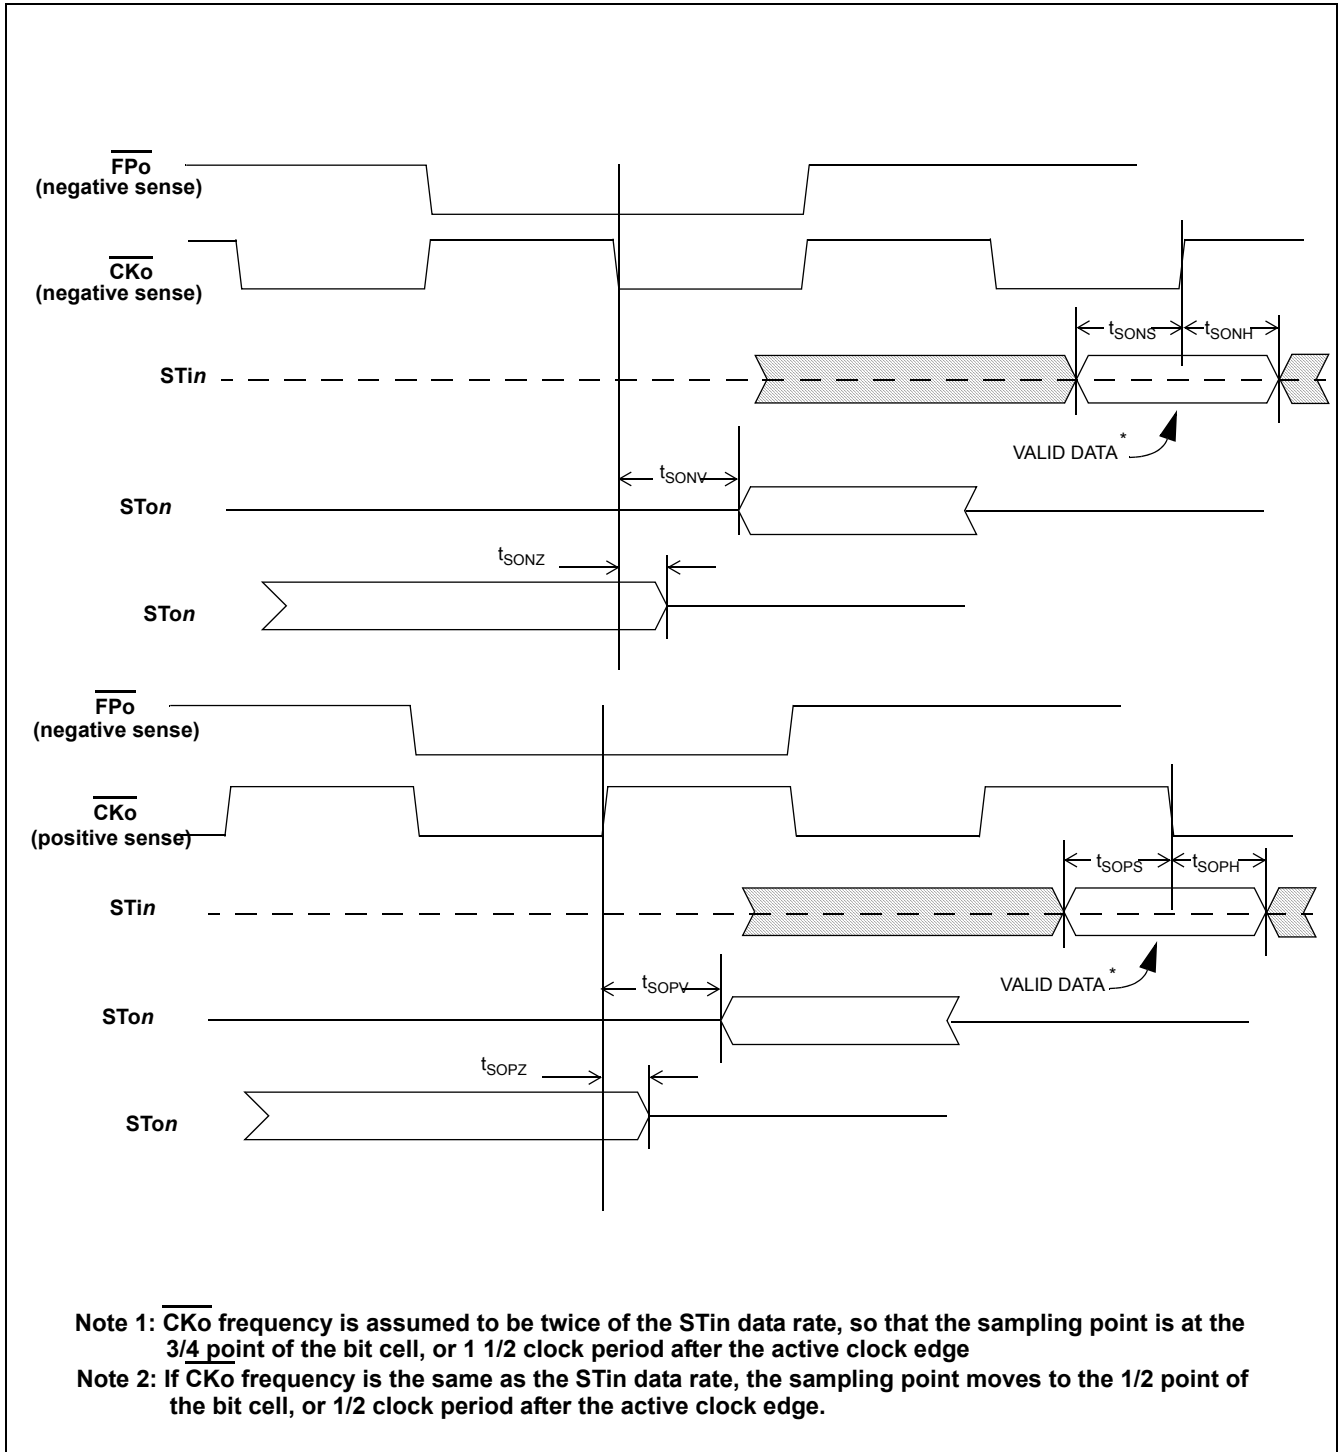 FPo
(negative sense)
CKo
(negative sense)
tSONS
tSONH
STin
VALID DATA*
tSONV
STon
tSONZ
STon
FPo
(negative sense)
CKo
(positive sense)
tSOPS
tSOPH
STin
VALID DATA*
tSOPV
STon
tSOPZ
STon
Note 1: CKo frequency is assumed to be twice of the STin data rate, so that the sampling point is at the
3/4 point of the bit cell, or 1 1/2 clock period after the active clock edge
Note 2: If CKo frequency is the same as the STin data rate, the sampling point moves to the 1/2 point of
the bit cell, or 1/2 clock period after the active clock edge.